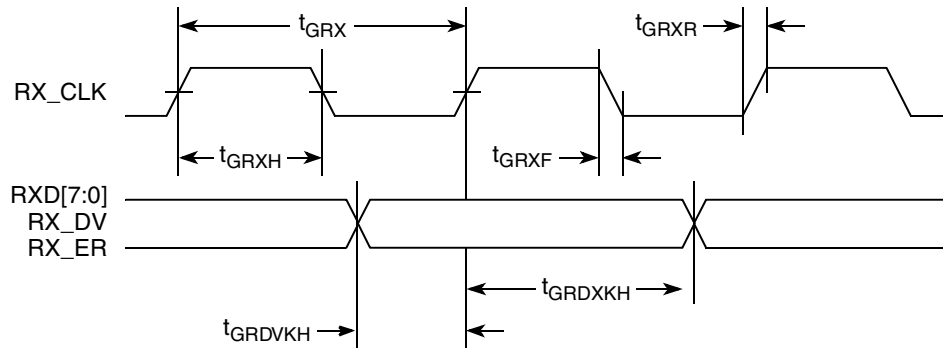 tGRX
tGRXR
RX_CLK
tGRXH
tGRXF
RXD[7:0]
RX_DV
RX_ER
tGRDXKH
tGRDVKH